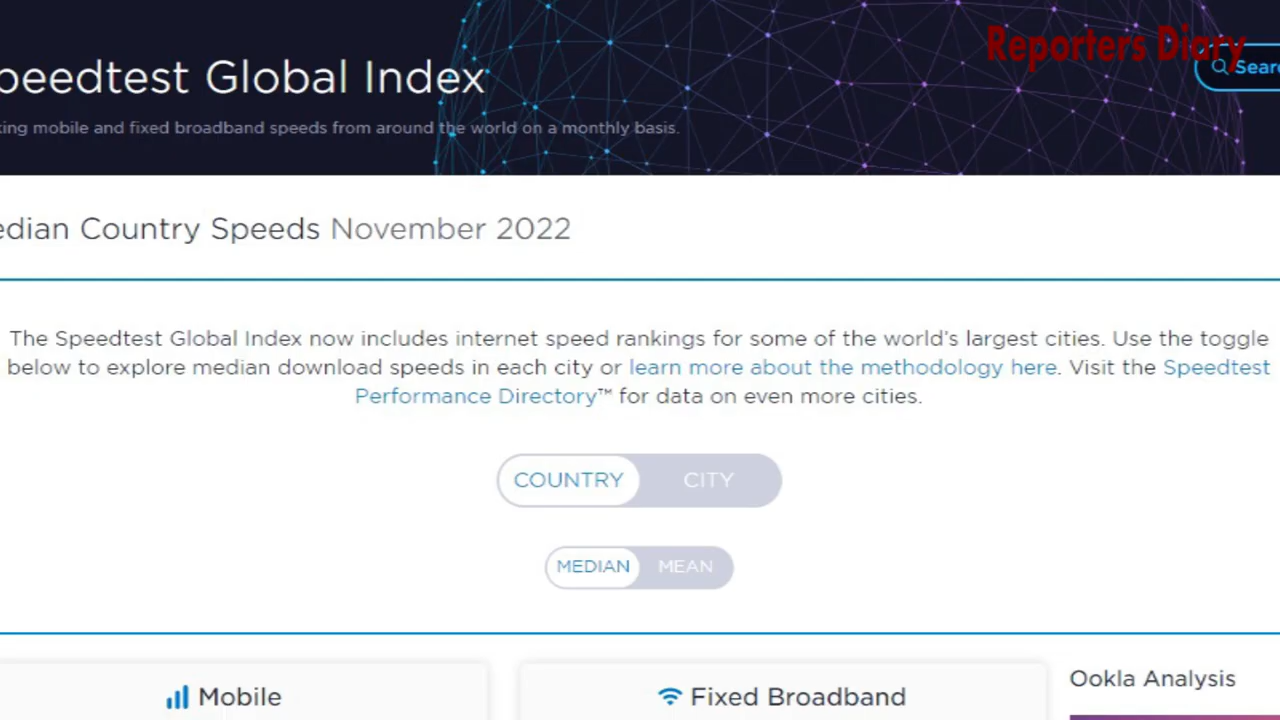 Reporters Diary
peedtest Global Index
Sear
king mobile and fixed broadband speeds from around the world on a monthly basis.
edian Country Speeds November 2022
The Speedtest Global Index now includes internet speed rankings for some of the world's largest cities. Use the toggle
below to explore median download speeds in each city or learn more about the methodology here. Visit the Speedtest
Performance Directory™ for data on even more cities.
COUNTRY CITY
MEDIAN MEAN
Mobile
Fixed Broadband
Ookla Analysis